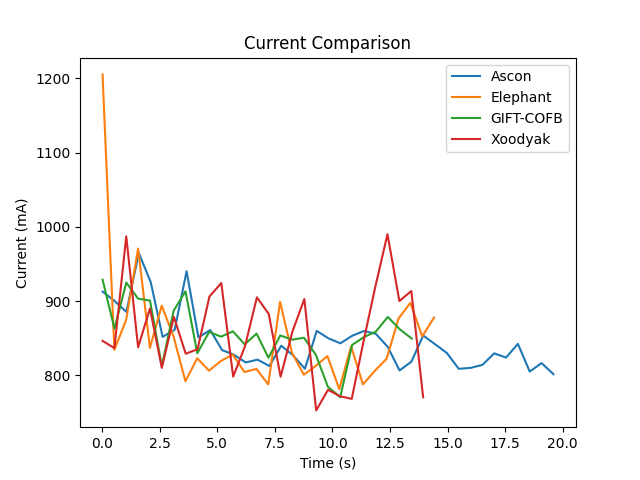 Current Comparison
Current (mA)
1200
1100
1000
900
800
Ascon
Elephant
GIFT-COFB
Xoodyak
0.0 2.5 5.0 7.5 10.0 12.5 15.0 17.5 20.0
Time (s)